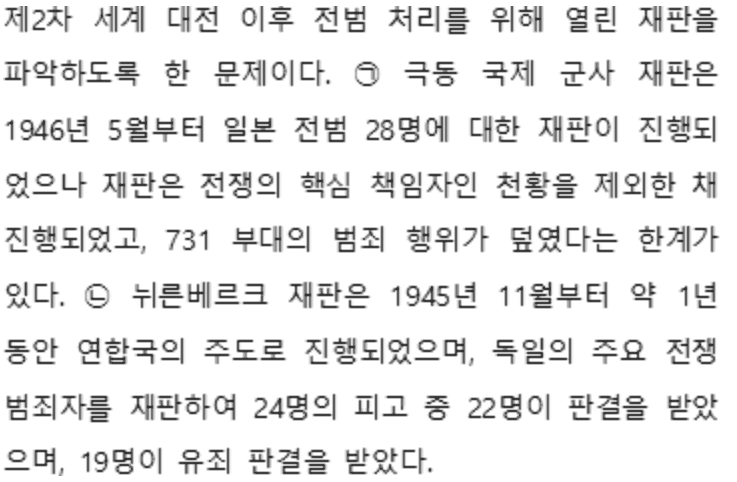 제2차 세계 대전 이후 전범 처리를 위해 열린 재판을
파악하도록 한 문제이다. ㉠ 극동 국제 군사 재판은
1946년 5월부터 일본 전범 28명에 대한 재판이 진행되
었으나 재판은 전쟁의 핵심 책임자인 천황을 제외한 채
진행되었고, 731 부대의 범죄 행위가 덮였다는 한계가
있다. ㉡ 뉘른베르크 재판은 1945년 11월부터 약 1년
동안 연합국의 주도로 진행되었으며, 독일의 주요 전쟁
범죄자를 재판하여 24명의 피고 중 22명이 판결을 받았
으며, 19명이 유죄 판결을 받았다.